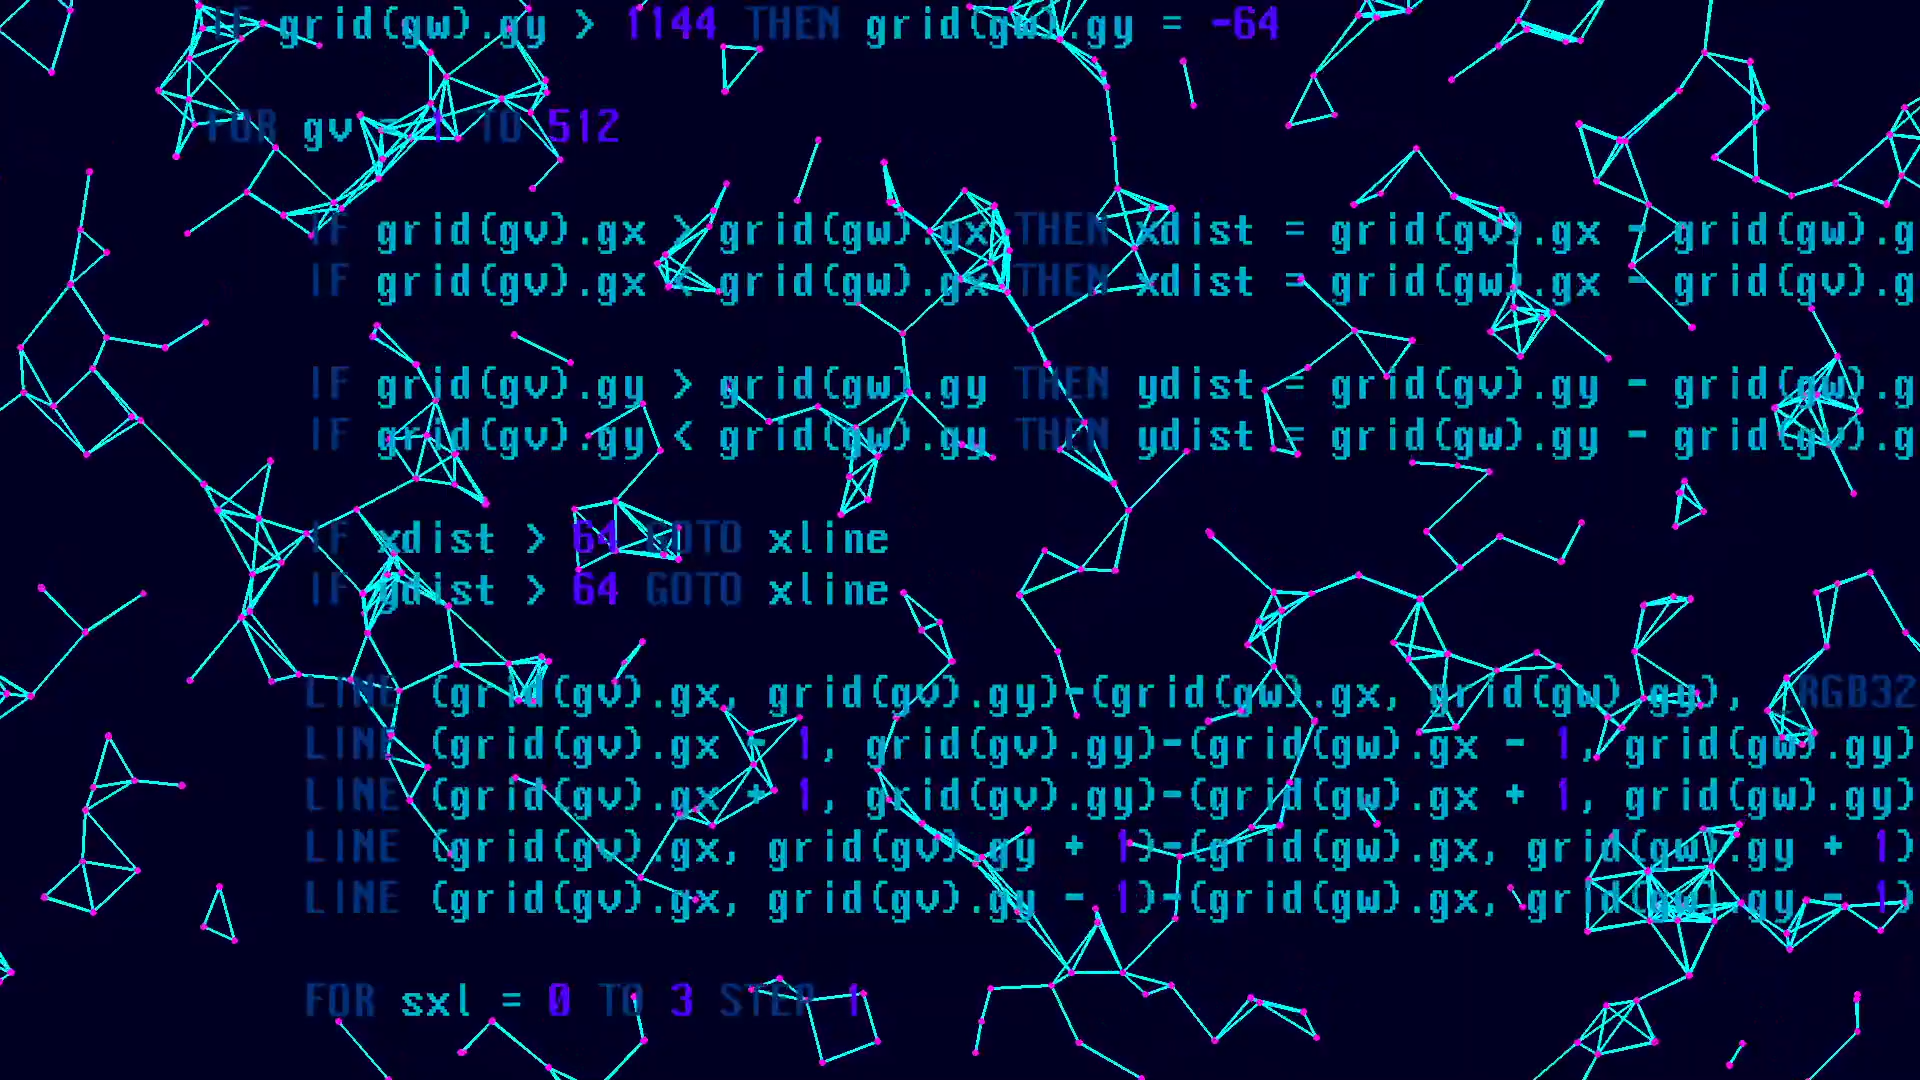 IF grid(gw).gy > 1144 THEN grid(gw).gy = -64
FOR gv = 1 TO 512
IF grid(gv).gx > grid(gw).gx THEN xdist = grid(gv).gx - grid(gw).g
IF grid(gv).gx < grid(gw).gx THEN xdist = grid(gw).gx - grid(gv).g
IF grid(gv).gy > grid(gw).gy THEN ydist = grid(gv).gy - grid(gw).g
IF grid(gv).gy < grid(gw).gy THEN ydist = grid(gw).gy - grid(gv).g
IF xdist > 64 GOTO xline
IF ydist > 64 GOTO xline
LINE (grid(gv).gx, grid(gv).gy)-(grid(gw).gx, grid(gw).gy), RGB32
LINE (grid(gv).gx - 1, grid(gv).gy)-(grid(gw).gx - 1, grid(gw).gy)
LINE (grid(gv).gx + 1, grid(gv).gy)-(grid(gw).gx + 1, grid(gw).gy)
LINE (grid(gv).gx, grid(gv).gy + 1)-(grid(gw).gx, grid(gw).gy + 1)
LINE (grid(gv).gx, grid(gv).gy - 1)-(grid(gw).gx, grid(gw).gy - 1)
FOR sxl = 0 TO 3 STEP 1